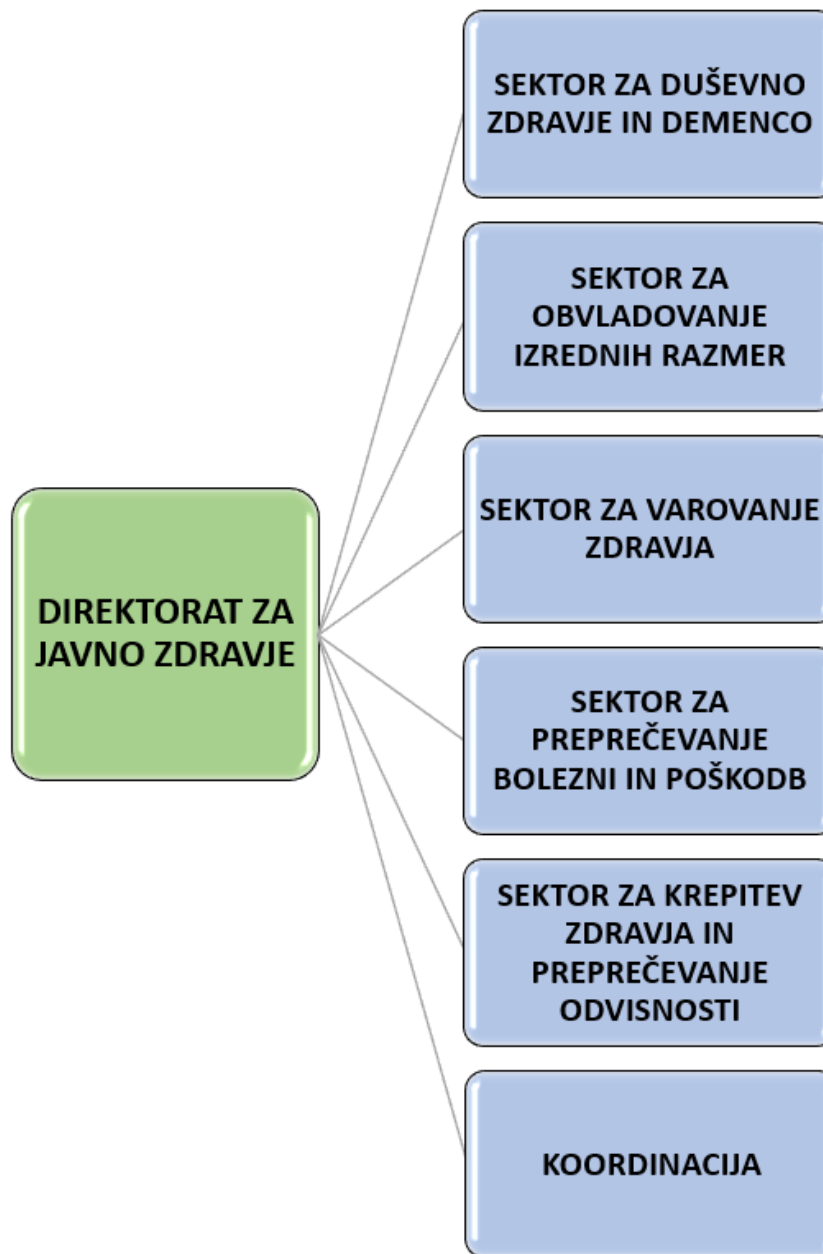 SEKTOR ZA DUŠEVNO
ZDRAVJE IN DEMENCO
SEKTOR ZA
OBVLADOVANJE
IZREDNIH RAZMER
SEKTOR ZA VAROVANJE
ZDRAVJA
DIREKTORAT ZA
JAVNO ZDRAVJE
SEKTOR ZA
PREPREČEVANJE
BOLEZNI IN POŠKODB
SEKTOR ZA KREPITEV
ZDRAVJA IN
PREPREČEVANJE
ODVISNOSTI
KOORDINACIJA